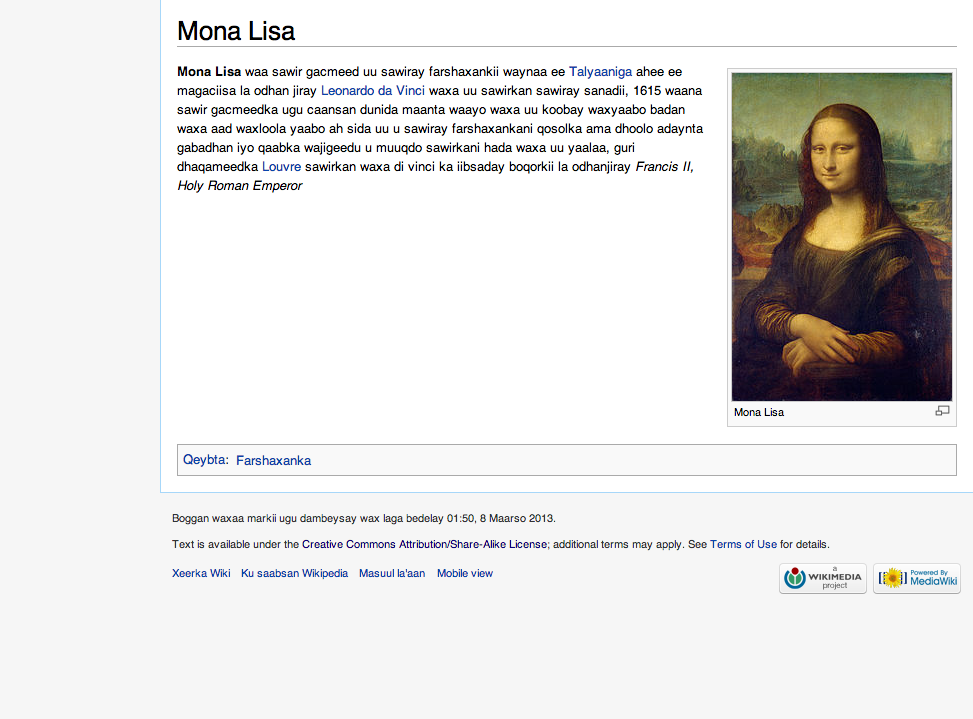 Mona Lisa
Mona Lisa waa sawir gacmeed uu sawiray farshaxankii waynaa ee Talyaaniga ahee ee
magaciisa la odhan jiray Leonardo da Vinci waxa uu sawirkan sawiray sanadii, 1615 waana
sawir gacmeedka ugu caansan dunida maanta waayo waxa uu koobay waxyaabo badan
waxa aad waxloola yaabo ah sida uu u sawiray farshaxankani qosolka ama dhoolo adaynta
gabadhan iyo qaabka wajigeedu u muuqdo sawirkani hada waxa uu yaalaa, guri
dhaqameedka Louvre sawirkan waxa di vinci ka iibsaday boqorkii la odhanjiray Francis II,
Holy Roman Emperor
Mona Lisa
Qeybta: Farshaxanka
Boggan waxaa markii ugu dambeysay wax laga bedelay 01:50, 8 Maarso 2013.
Text is available under the Creative Commons Attribution/Share-Alike License; additional terms may apply. See Terms of Use for details.
Xeerka Wiki Ku saabsan Wikipedia Masuul la'aan Mobile view
a
WIKIMEDIA
project
Powered By
MediaWiki